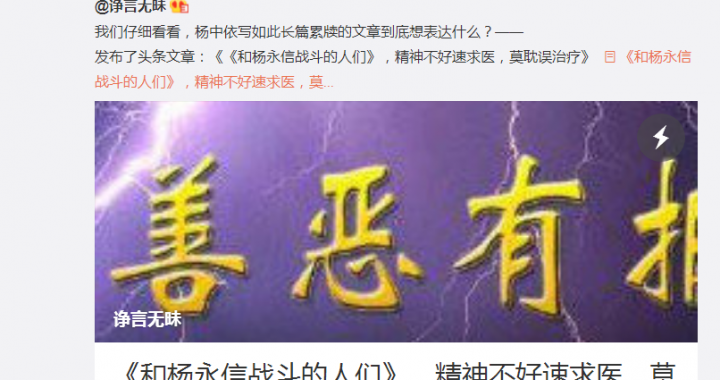 @诤言无昧
我们仔细看看，杨中依写如此长篇累牍的文章到底想表达什么？——
发布了头条文章：《《和杨永信战斗的人们》，精神不好速求医，莫耽误治疗》 《和杨永信
战斗的人们》，精神不好速求医，莫...
善恶有
诤言无昧
《和杨永信战斗的人们》，精神不好速求医，莫